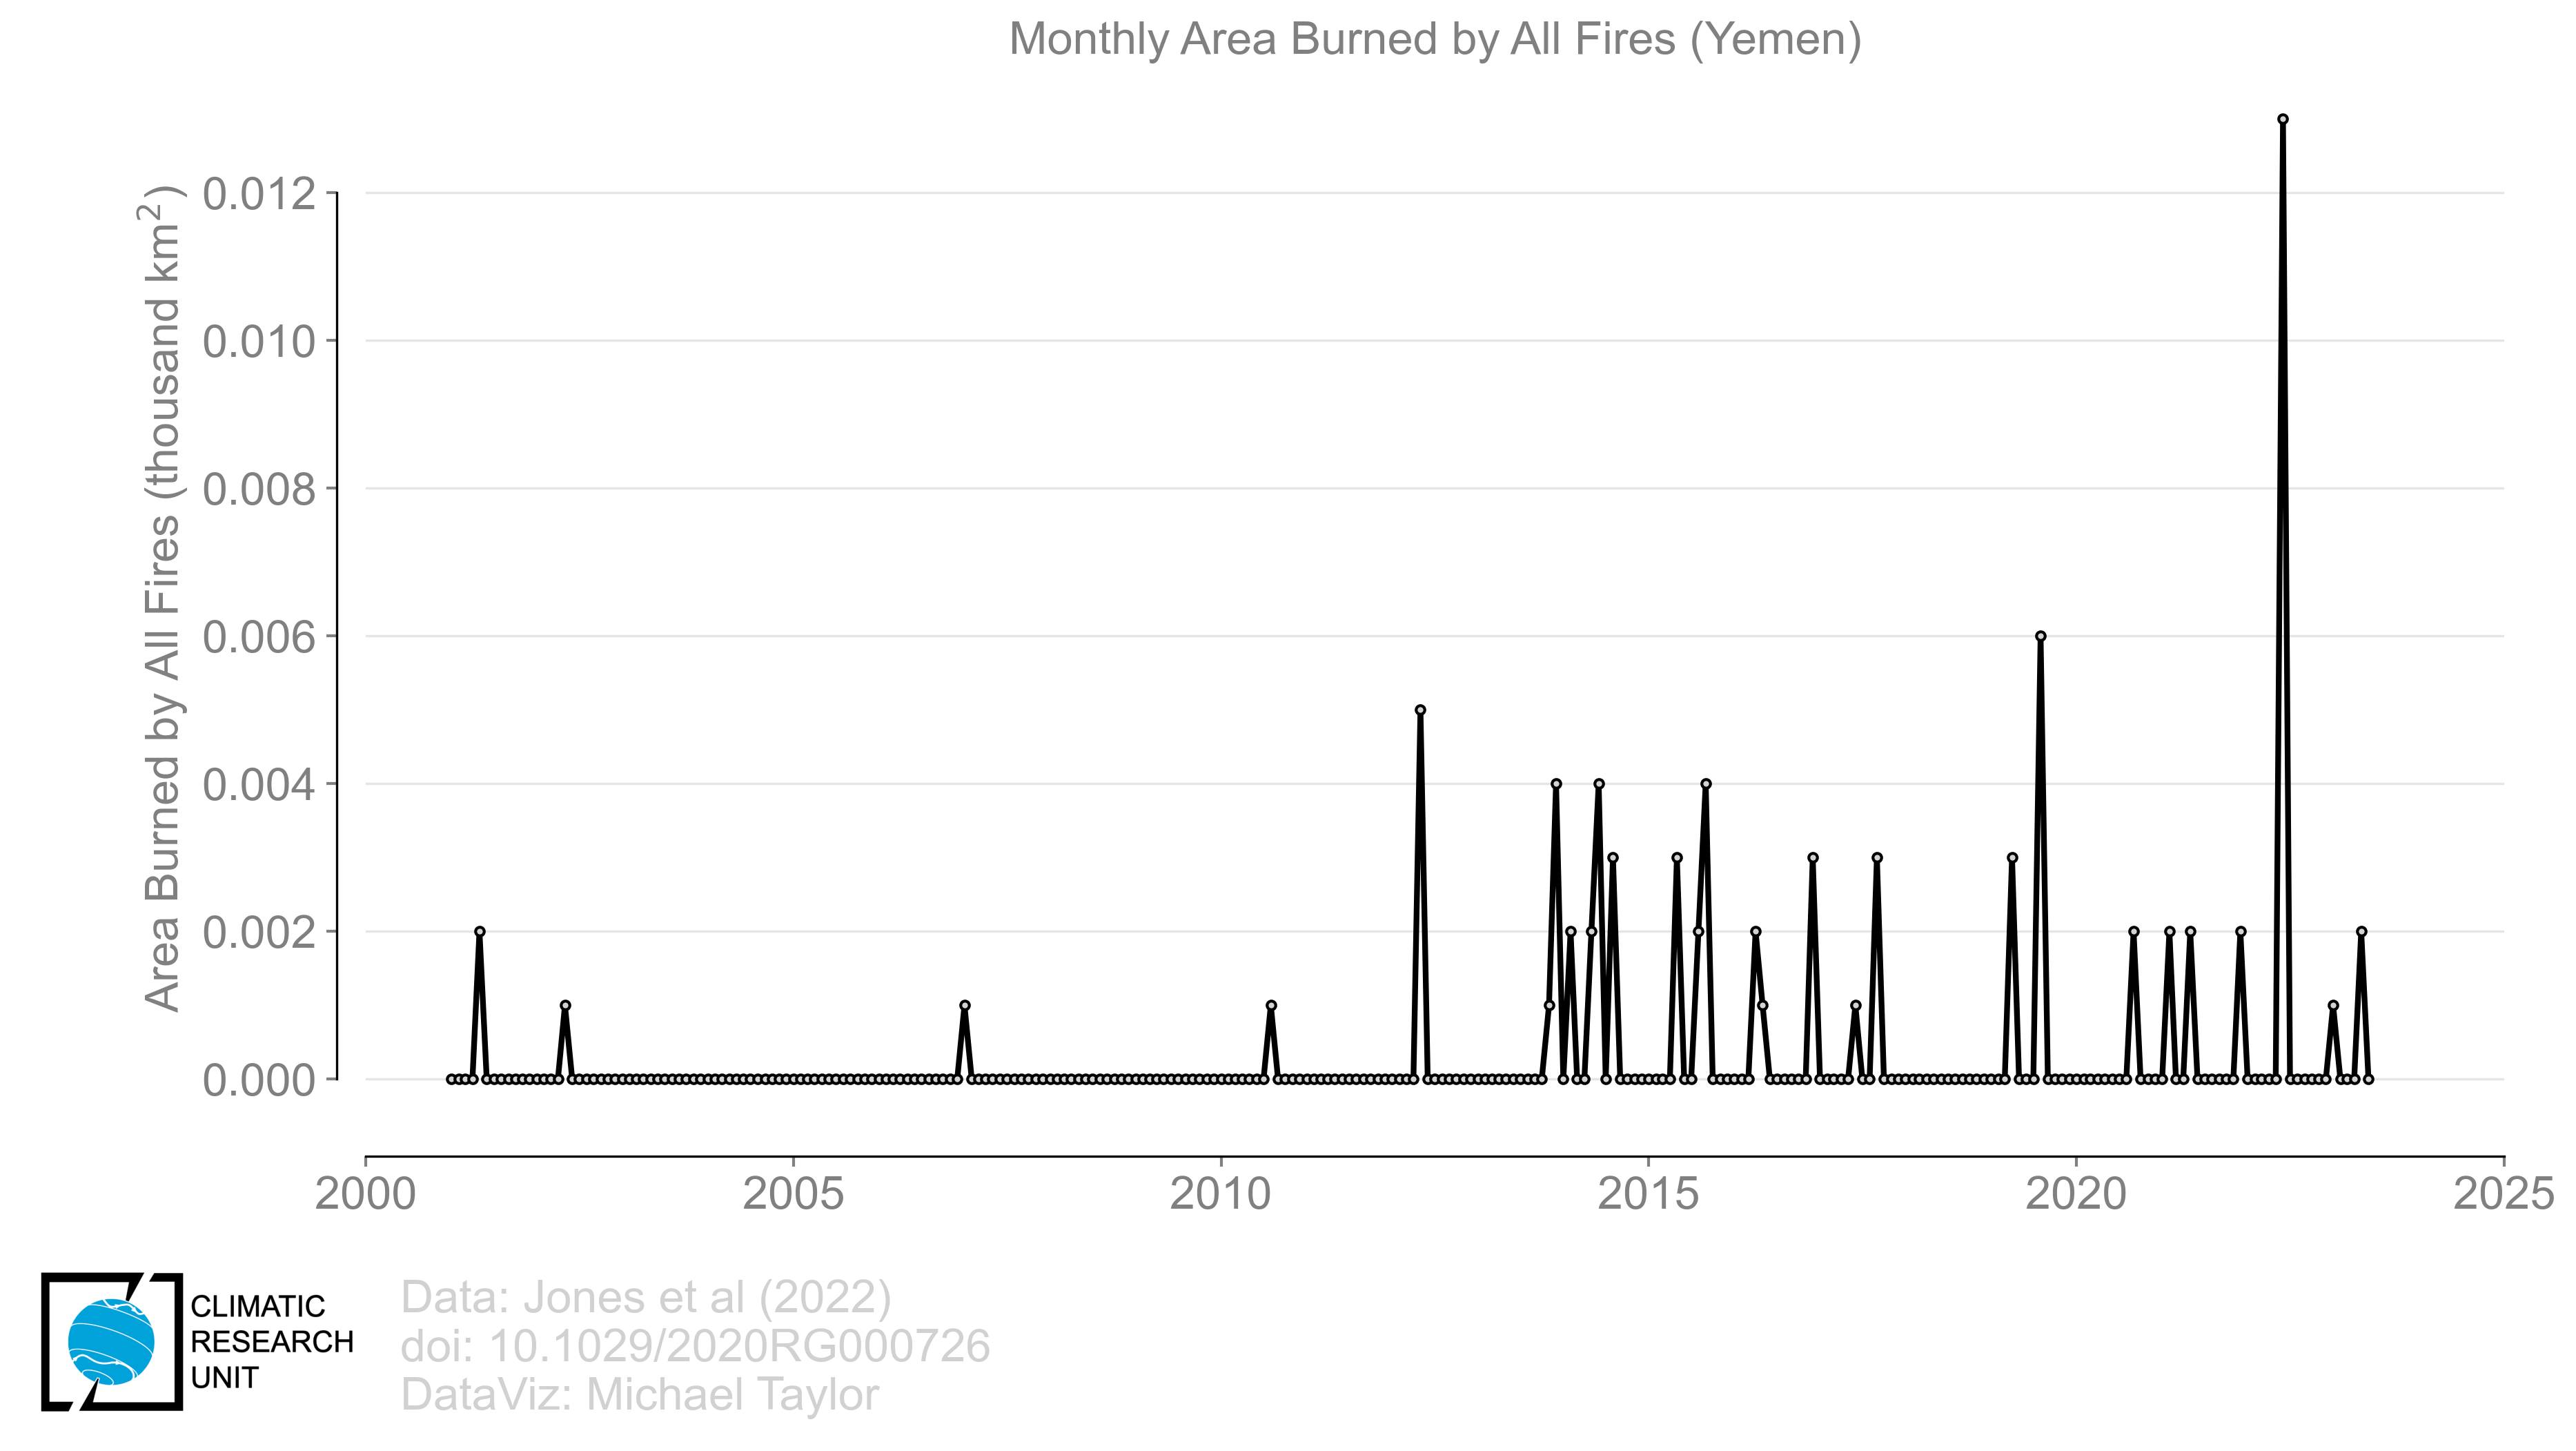 Monthly Area Burned by All Fires (Yemen)
Area Burned by All Fires (thousand km²)
0.012
0.010
0.008
0.006
0.004
0.002
0.000
2000
2005
2010
2015
2020
2025
CLIMATIC
RESEARCH
UNIT
Data: Jones et al (2022)
doi: 10.1029/2020RG000726
DataViz: Michael Taylor